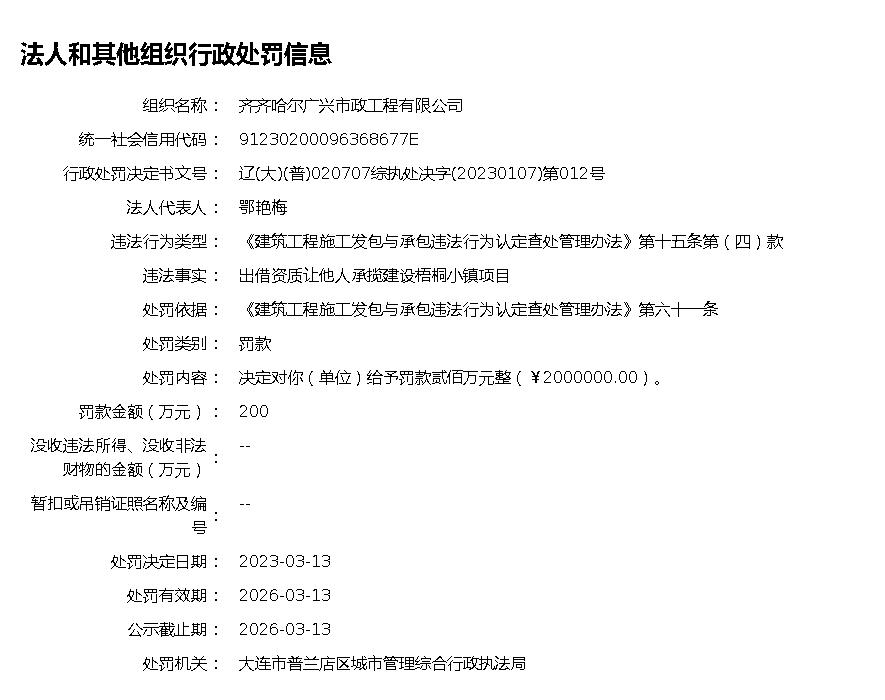 法人和其他组织行政处罚信息
组织名称： 齐齐哈尔广兴市政工程有限公司
统一社会信用代码： 91230200096368677E
行政处罚决定书文号： 辽(大)(普)020707综执处决字(20230107)第012号
法人代表人： 鄂艳梅
违法行为类型： 《建筑工程施工发包与承包违法行为认定查处管理办法》第十五条第（四）款
违法事实： 出借资质让他人承揽建设梧桐小镇项目
处罚依据： 《建筑工程施工发包与承包违法行为认定查处管理办法》第六十一条
处罚类别： 罚款
处罚内容： 决定对你（单位）给予罚款贰佰万元整（￥2000000.00）。
罚款金额（万元）： 200
没收违法所得、没收非法
财物的金额（万元）： --
暂扣或吊销证照名称及编
号： --
处罚决定日期： 2023-03-13
处罚有效期： 2026-03-13
公示截止期： 2026-03-13
处罚机关： 大连市普兰店区城市管理综合行政执法局